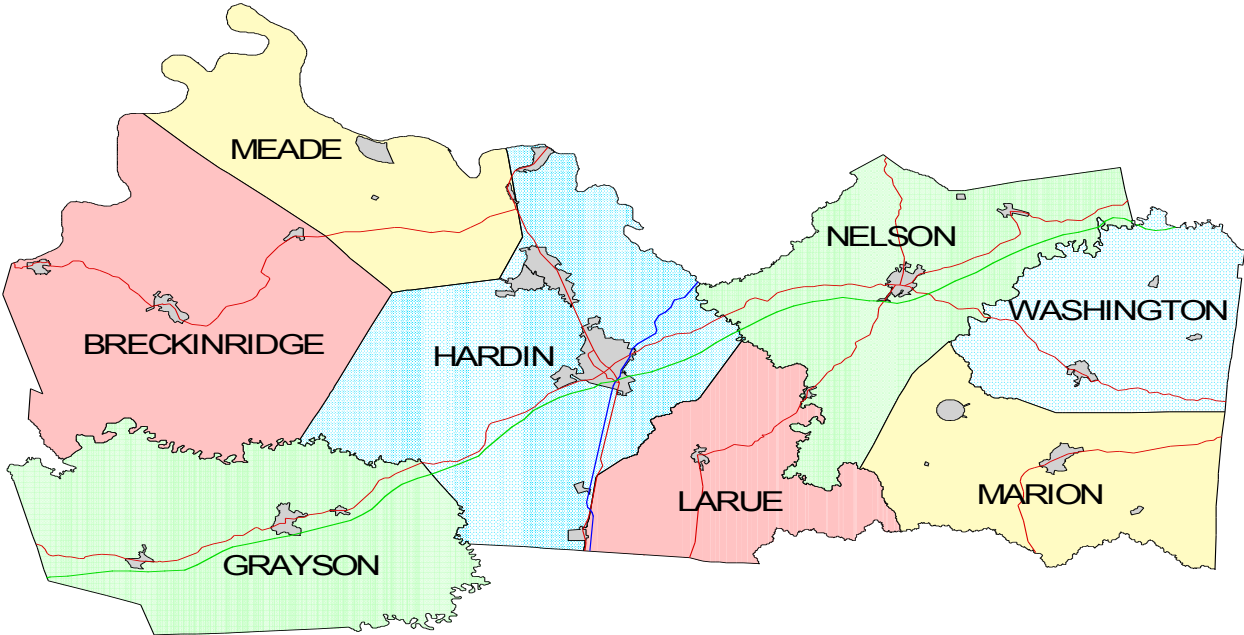 MEADE
NELSON
WASHINGTON
BRECKINRIDGE
HARDIN
LARUE
MARION
GRAYSON